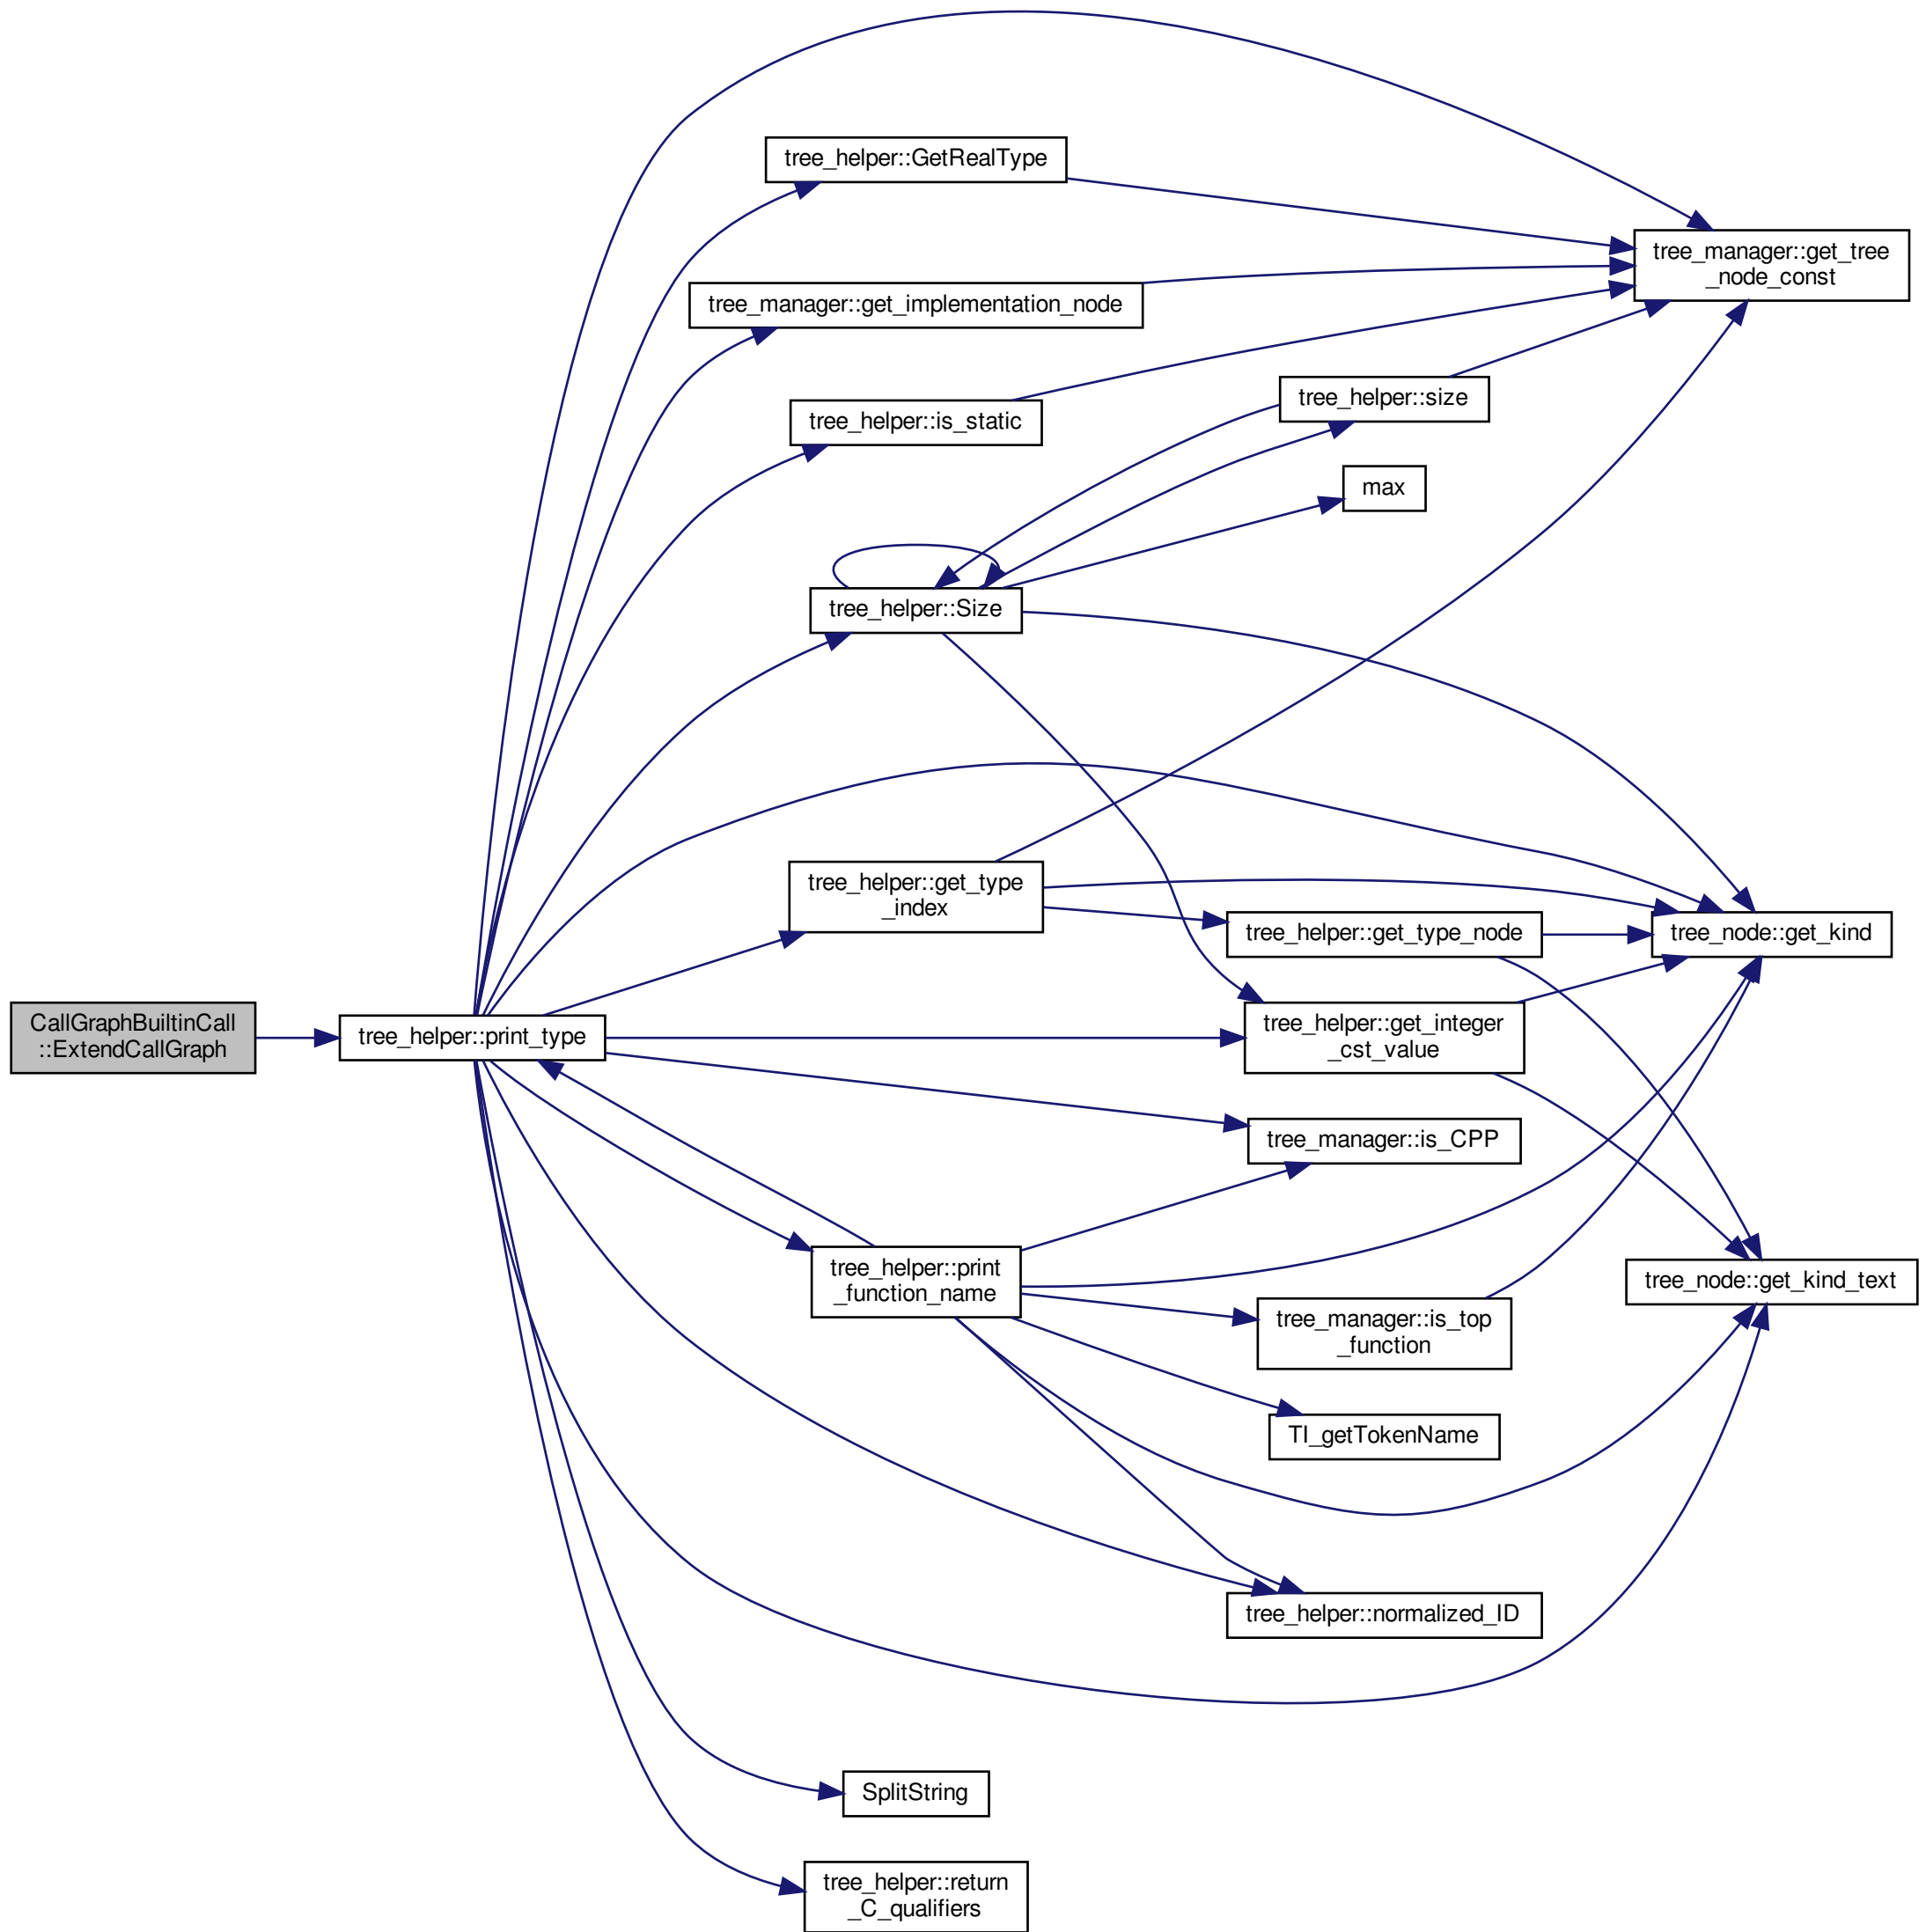 tree_helper::GetRealType
tree_manager::get_tree
_node_const
tree_manager::get_implementation_node
tree_helper::size
tree_helper::is_static
max
tree_helper::Size
tree_helper::get_type
_index
tree_helper::get_type_node
tree_node::get_kind
CallGraphBuiltinCall
::ExtendCallGraph
tree_helper::print_type
tree_helper::get_integer
_cst_value
tree_manager::is_CPP
tree_helper::print
_function_name
tree_node::get_kind_text
tree_manager::is_top
_function
TI_getTokenName
tree_helper::normalized_ID
SplitString
tree_helper::return
_C_qualifiers